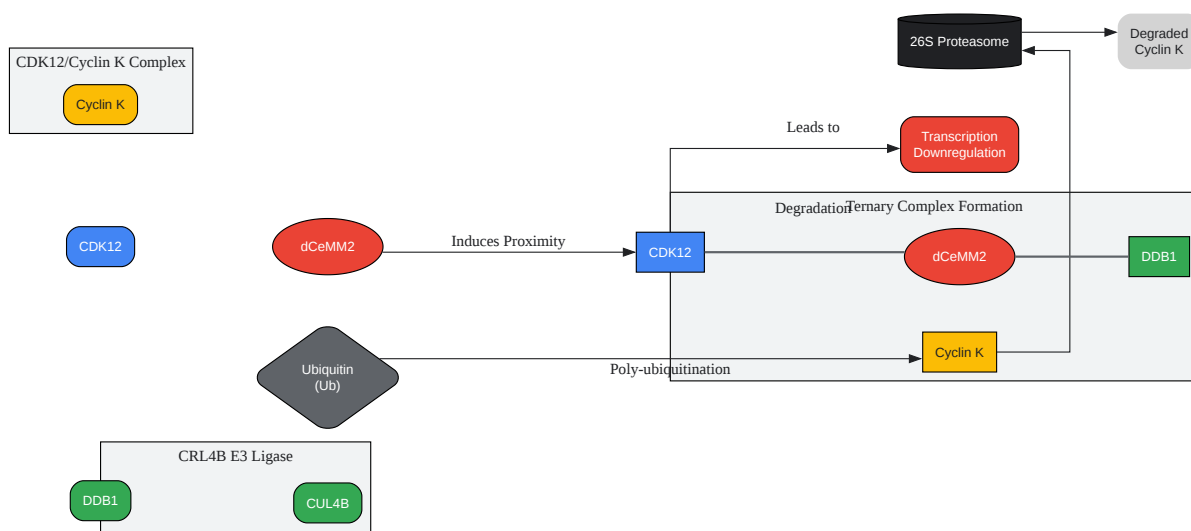 26S Proteasome
Degraded
Cyclin K
CDK12/Cyclin K Complex
Cyclin K
Leads to
Transcription
Downregulation
Degradation
Ternary Complex Formation
CDK12
dCeMM2
Induces Proximity
CDK12
dCeMM2
DDB1
Ubiquitin
(Ub)
Poly-ubiquitination
Cyclin K
CRL4B E3 Ligase
DDB1
CUL4B